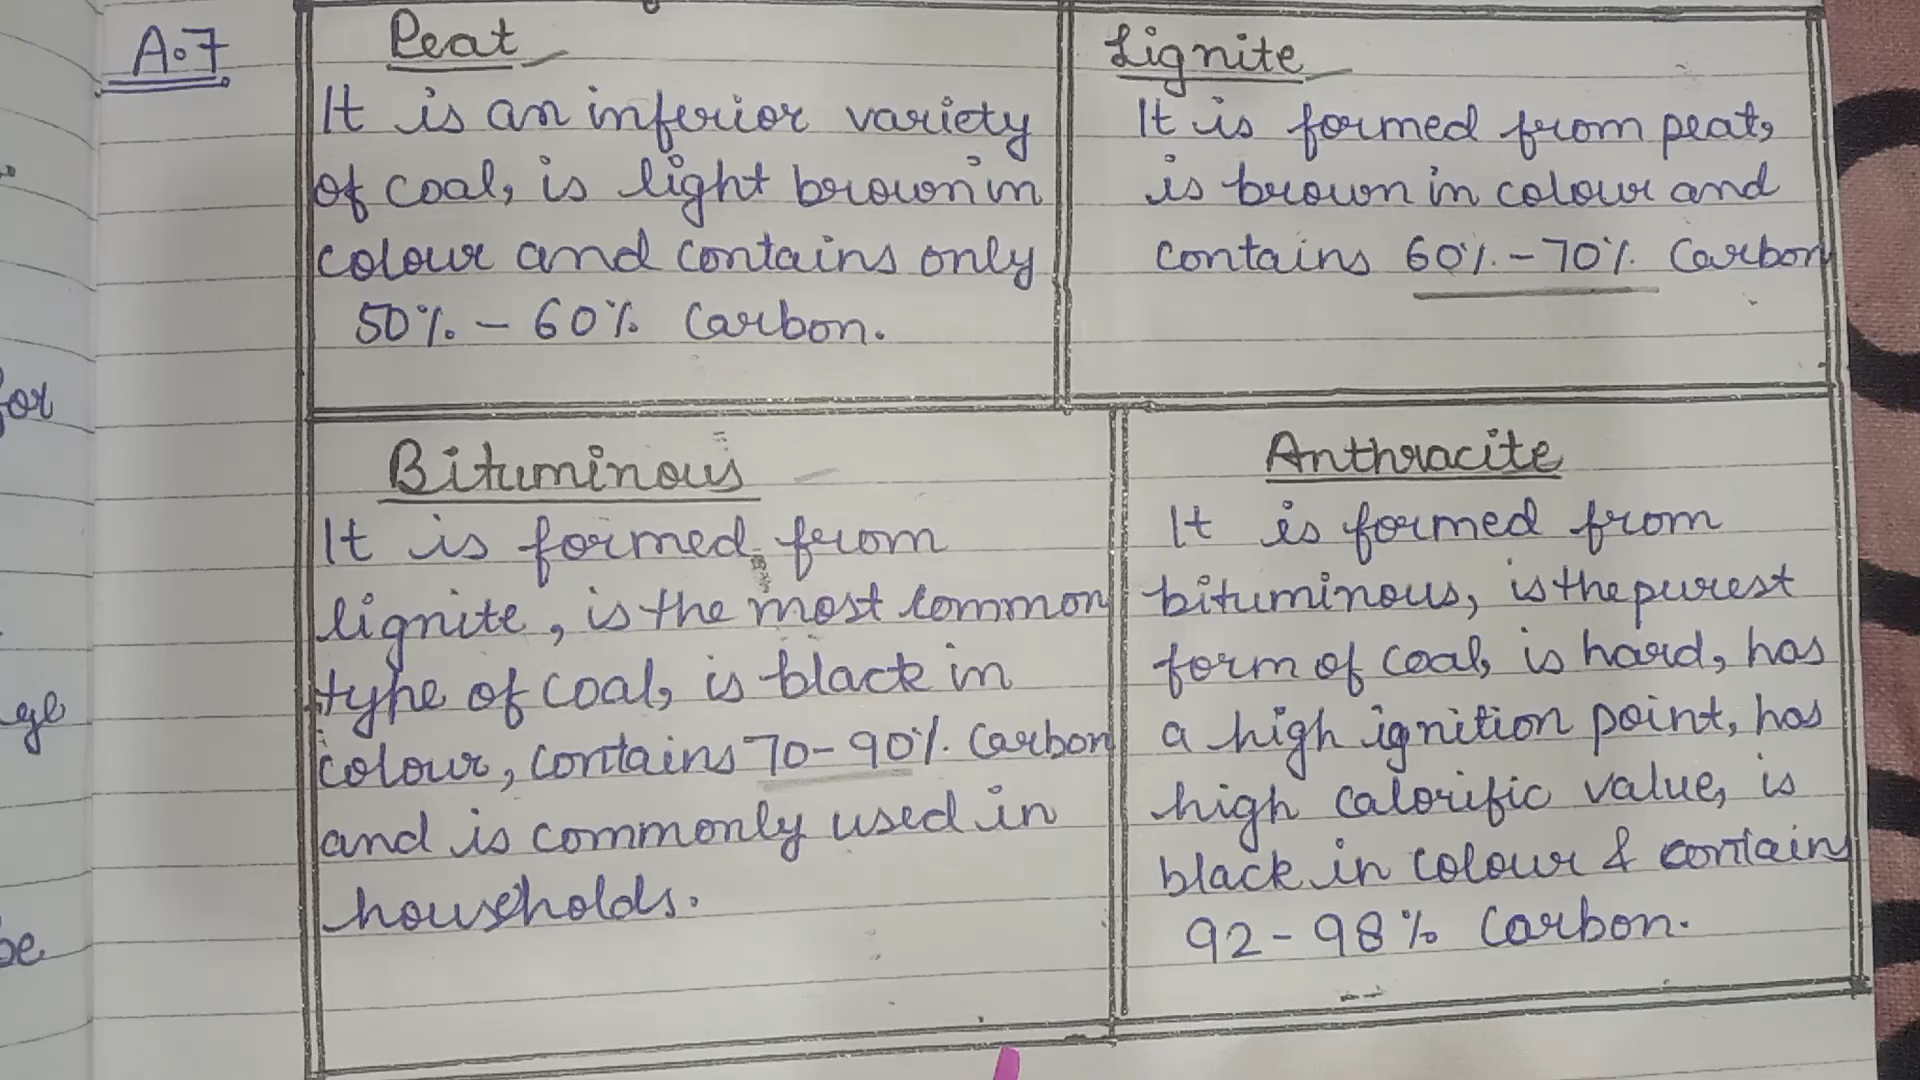 A.7
Peat
It is an inferior variety
of coal, is light brown in
colour and contains only
50% - 60% Carbon.
Lignite
It is formed from peat,
is brown in colour and
contains 60% - 70% Carbon
Bituminous
It is formed from
lignite, is the most common
type of coal, is black in
colour, contains 70-90% Carbon
and is commonly used in
households.
Anthracite
It is formed from
bituminous, is the purest
form of coal, is hard, has
a high ignition point, has
high calorific value, is
black in colour & contain
92-98% Carbon.
for
ge
be